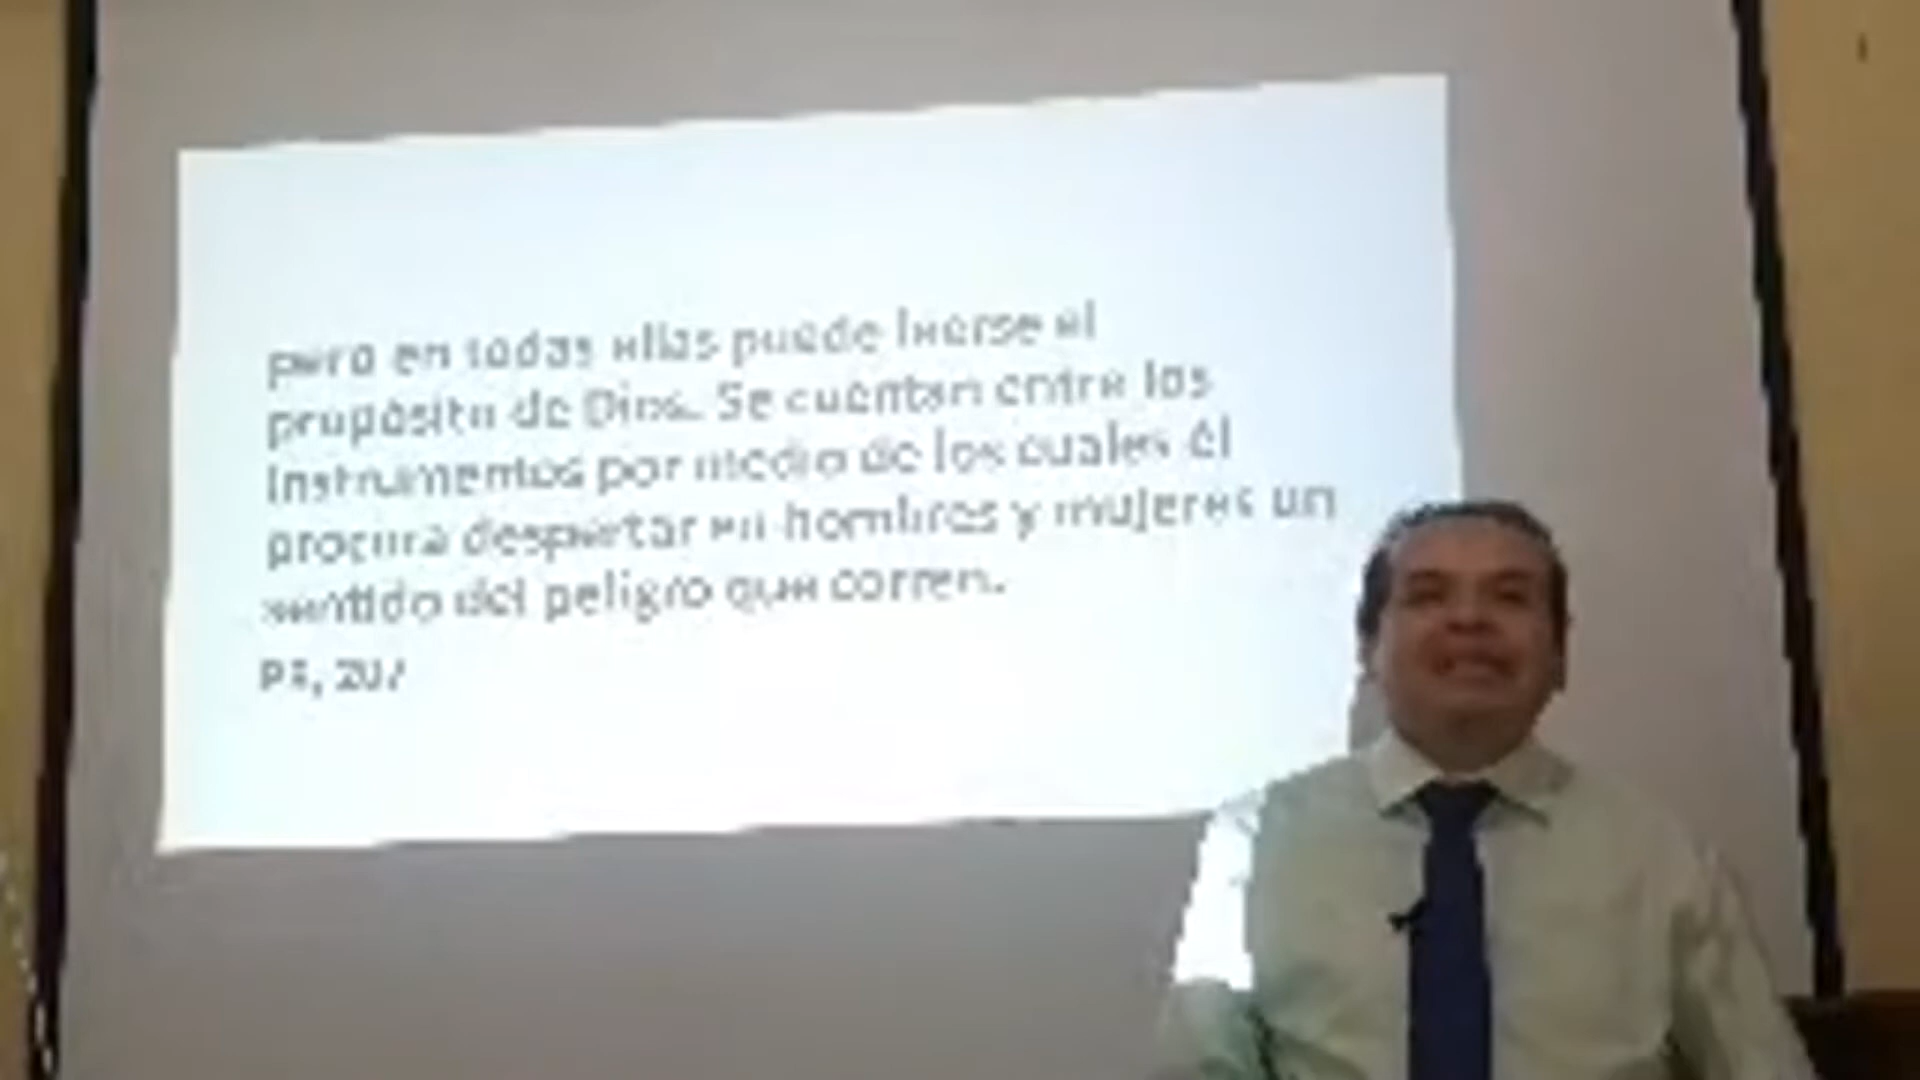 pero en todas ellas puede leerse el
propósito de Dios. Se cuentan entre los
instrumentos por medio de los cuales él
procura despertar en hombres y mujeres un
sentido del peligro que corren.
207